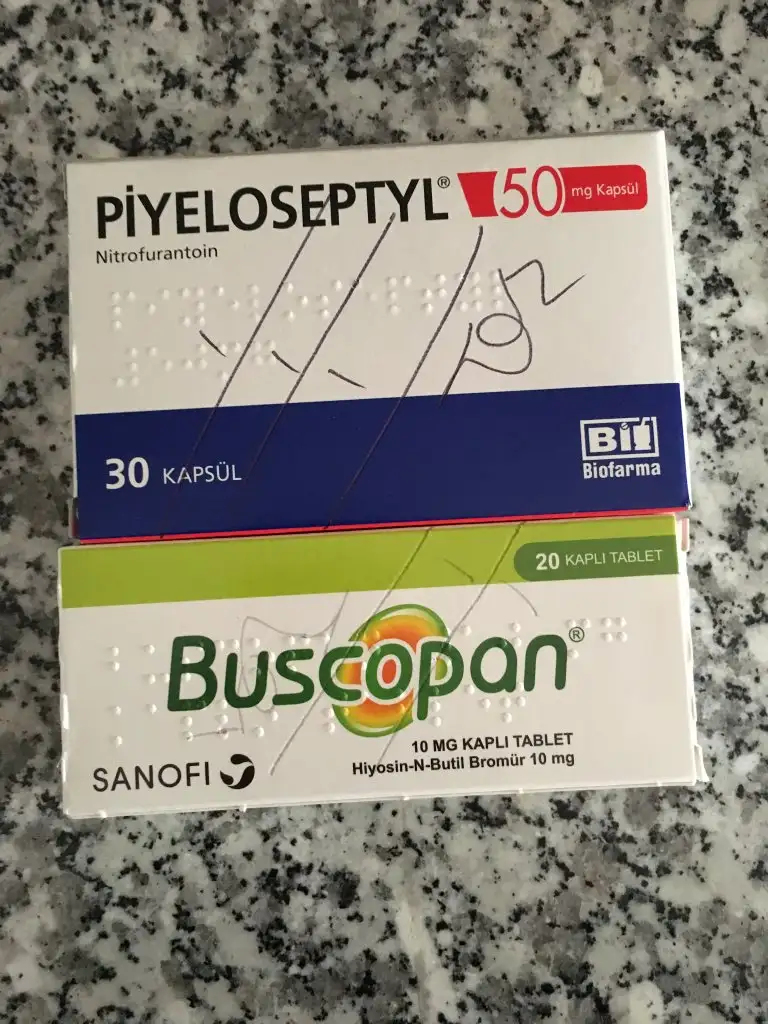 PİYELOSEPTYL® 50 mg Kapsül
Nitrofurantoin
30 KAPSÜL
BİF
Biofarma
20 KAPLI TABLET
Buscopan®
10 MG KAPLI TABLET
Hiyosin-N-Butil Bromür 10 mg
SANOFI